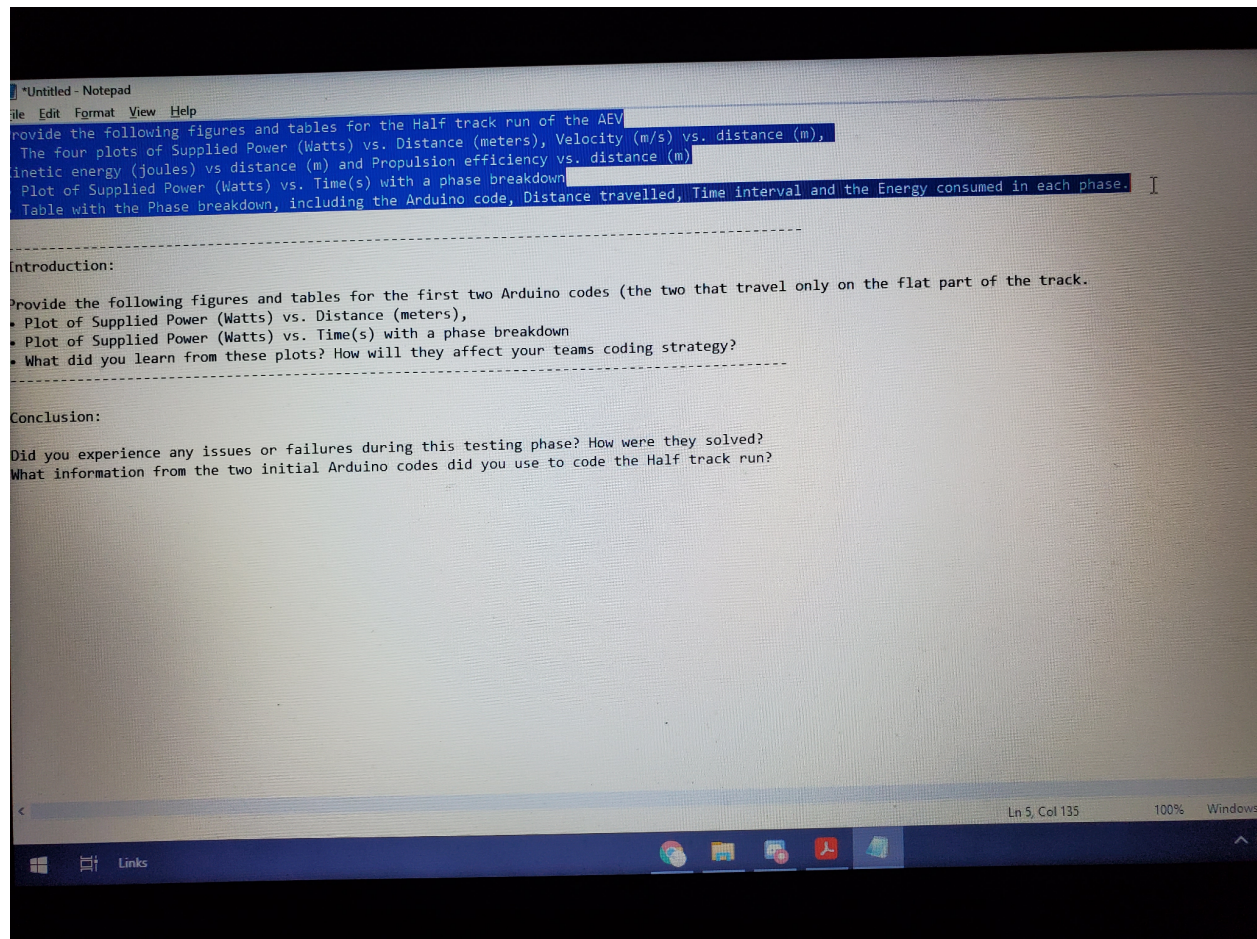 *Untitled - Notepad
ile Edit Format View Help
rovide the following figures and tables for the Half track run of the AEV
The four plots of Supplied Power (Watts) vs. Distance (meters), Velocity (m/s) vs. distance (m),
inetic energy (joules) vs distance (m) and Propulsion efficiency vs. distance (m)
Plot of Supplied Power (Watts) vs. Time(s) with a phase breakdown
Table with the Phase breakdown, including the Arduino code, Distance travelled, Time interval and the Energy consumed in each phase.
--------------------------------------------------------------------------------------------------
Introduction:
Provide the following figures and tables for the first two Arduino codes (the two that travel only on the flat part of the track.
• Plot of Supplied Power (Watts) vs. Distance (meters),
• Plot of Supplied Power (Watts) vs. Time(s) with a phase breakdown
• What did you learn from these plots? How will they affect your teams coding strategy?
--------------------------------------------------------------------------------------------------
Conclusion:
Did you experience any issues or failures during this testing phase? How were they solved?
What information from the two initial Arduino codes did you use to code the Half track run?
Ln 5, Col 135 100% Windows
Links